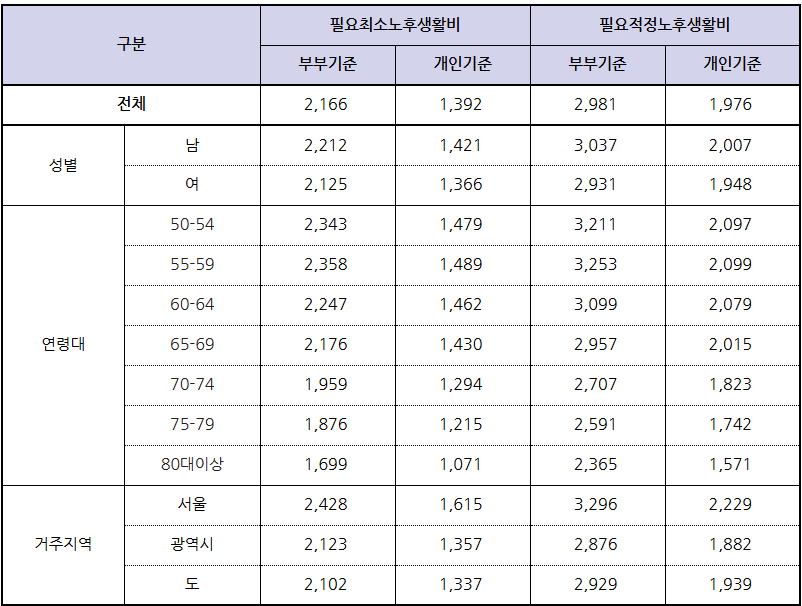 구분 필요최소노후생활비 필요적정노후생활비
부부기준 개인기준 부부기준 개인기준
전체 2,166 1,392 2,981 1,976
성별 남 2,212 1,421 3,037 2,007
여 2,125 1,366 2,931 1,948
연령대 50-54 2,343 1,479 3,211 2,097
55-59 2,358 1,489 3,253 2,099
60-64 2,247 1,462 3,099 2,079
65-69 2,176 1,430 2,957 2,015
70-74 1,959 1,294 2,707 1,823
75-79 1,876 1,215 2,591 1,742
80대이상 1,699 1,071 2,365 1,571
거주지역 서울 2,428 1,615 3,296 2,229
광역시 2,123 1,357 2,876 1,882
도 2,102 1,337 2,929 1,939